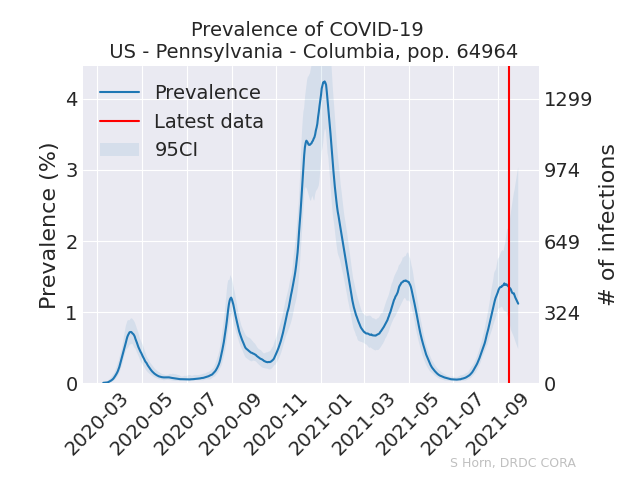 Prevalence of COVID-19
US - Pennsylvania - Columbia, pop. 64964
Prevalence
Latest data
95CI
Prevalence (%)
4
3
2
1
0
1299
974
649
324
0
# of infections
2020-03
2020-05
2020-07
2020-09
2020-11
2021-01
2021-03
2021-05
2021-07
2021-09
S Horn, DRDC CORA